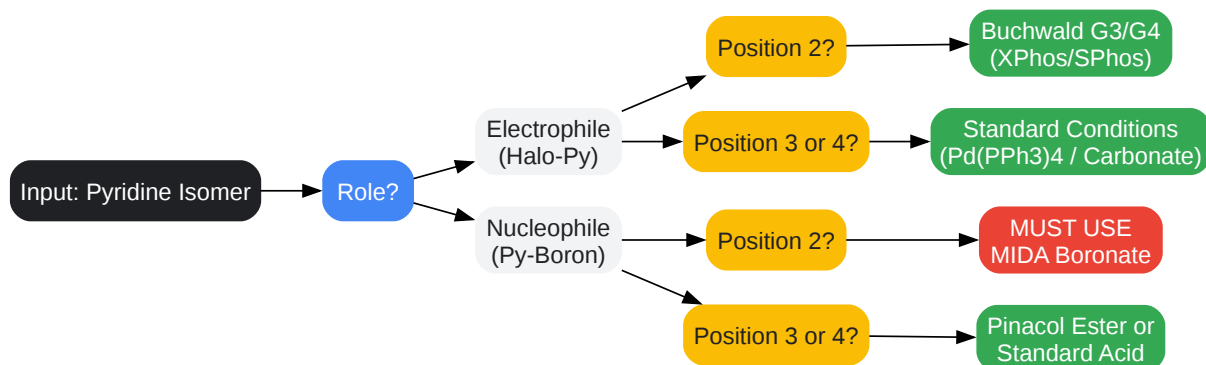 Input: Pyridine Isomer
Role?
Electrophile
(Halo-Py)
Position 2?
Buchwald G3/G4
(XPhos/SPhos)
Position 3 or 4?
Standard Conditions
(Pd(PPh3)4 / Carbonate)
Nucleophile
(Py-Boron)
Position 2?
MUST USE
MIDA Boronate
Position 3 or 4?
Pinacol Ester or
Standard Acid